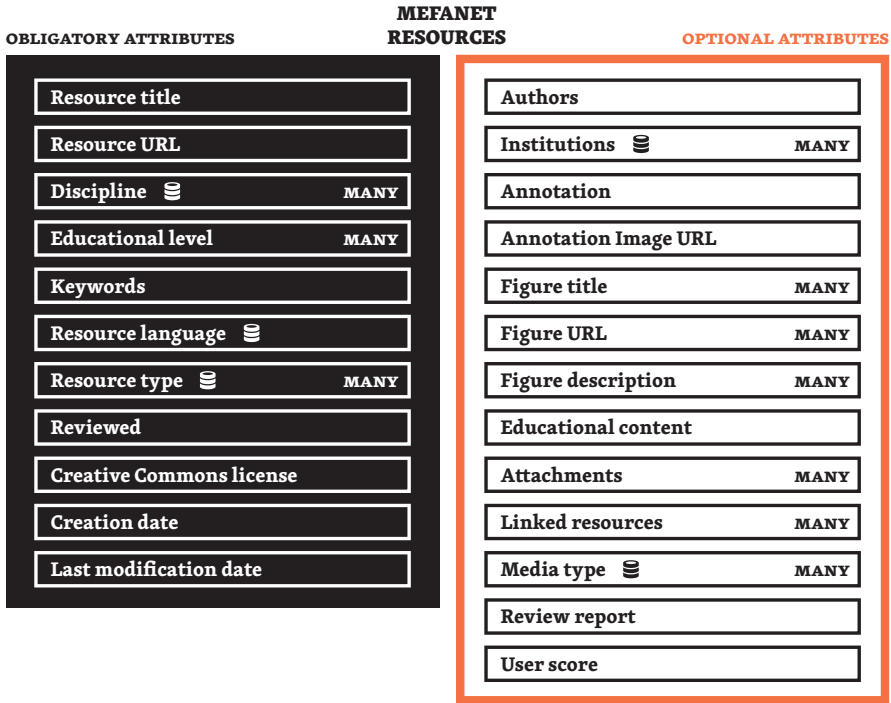 MEFANET
RESOURCES
OBLIGATORY ATTRIBUTES
Resource title
Resource URL
Discipline MANY
Educational level MANY
Keywords
Resource language
Resource type MANY
Reviewed
Creative Commons license
Creation date
Last modification date
OPTIONAL ATTRIBUTES
Authors
Institutions MANY
Annotation
Annotation Image URL
Figure title MANY
Figure URL MANY
Figure description MANY
Educational content
Attachments MANY
Linked resources MANY
Media type MANY
Review report
User score